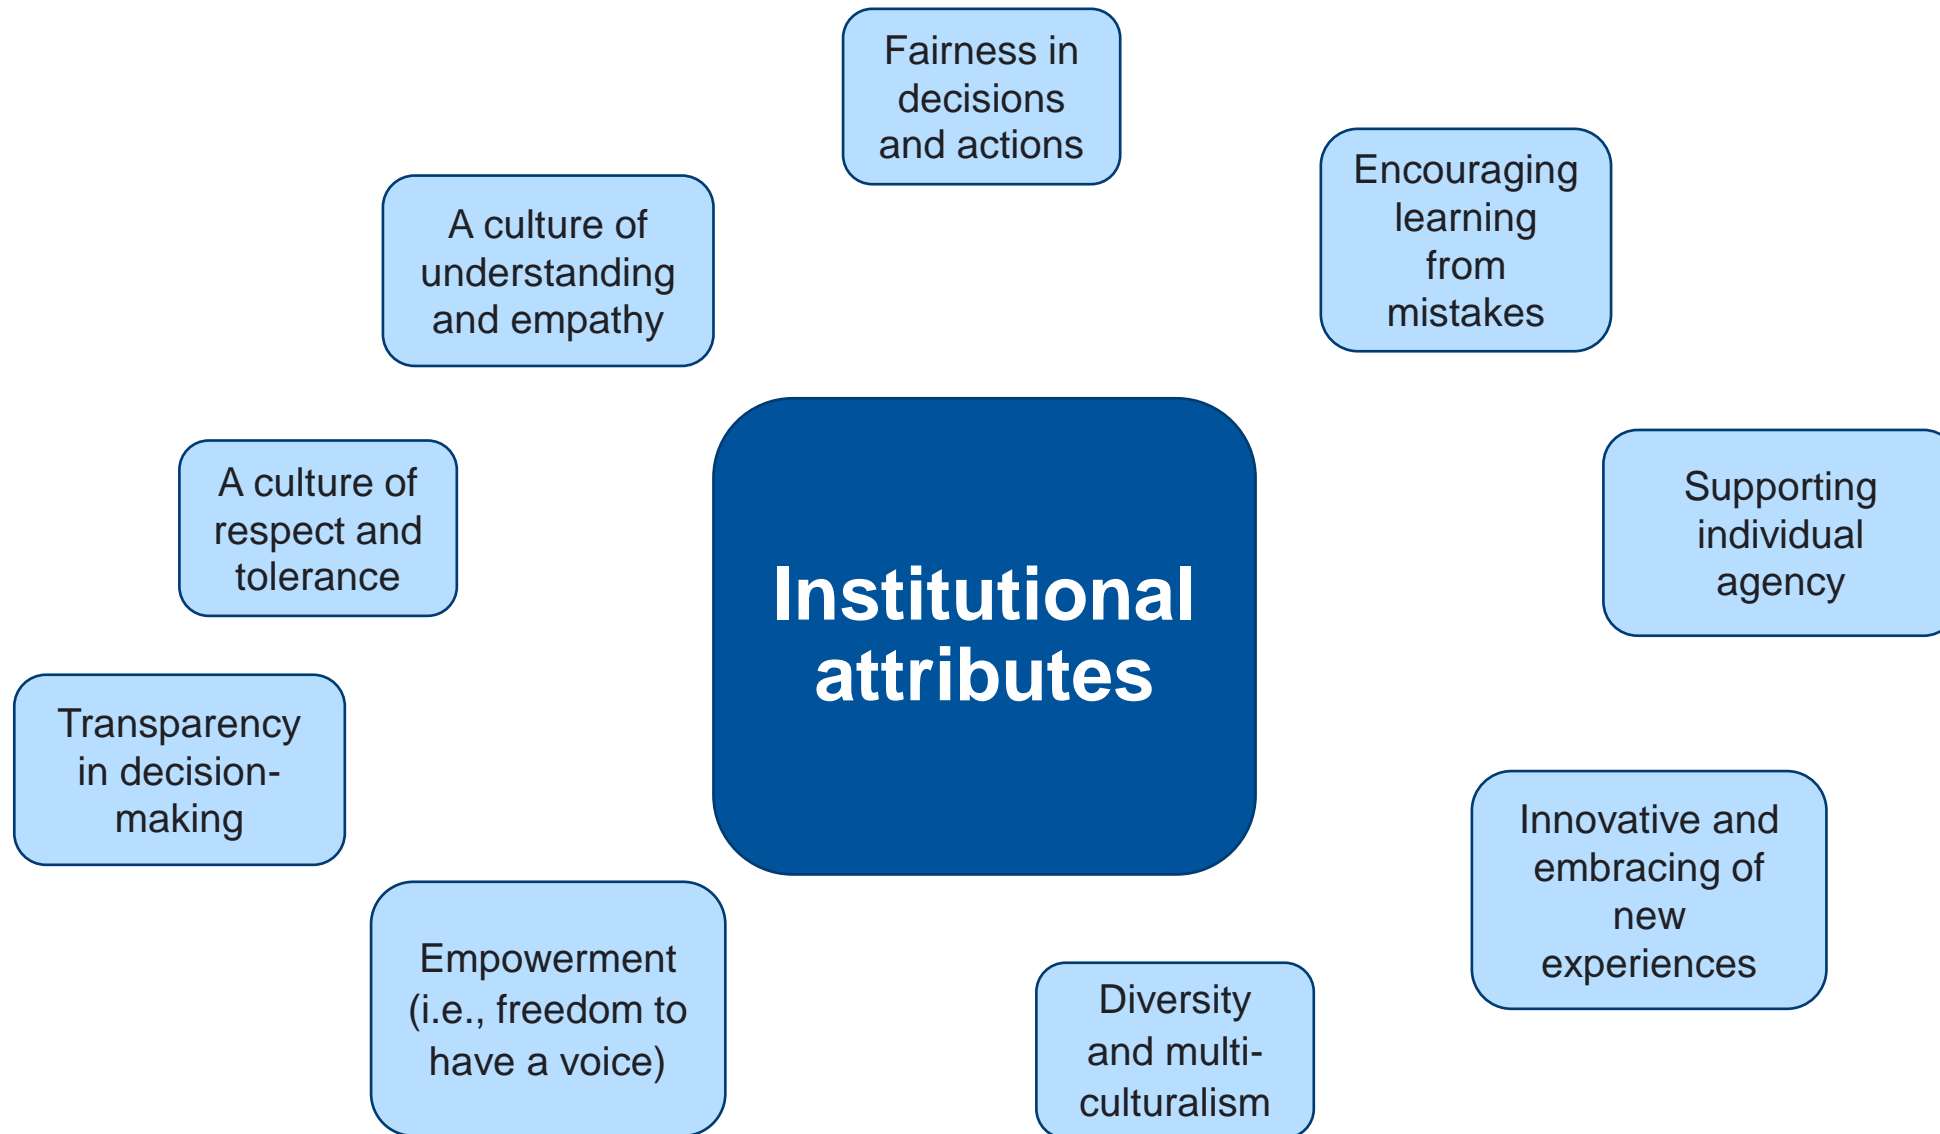 Fairness in
decisions
and actions
Encouraging
learning
from
mistakes
A culture of
understanding
and empathy
Supporting
individual
agency
A culture of
respect and
tolerance
Institutional
attributes
Transparency
in decision-
making
Innovative and
embracing of
new
experiences
Empowerment
(i.e., freedom to
have a voice)
Diversity
and multi-
culturalism